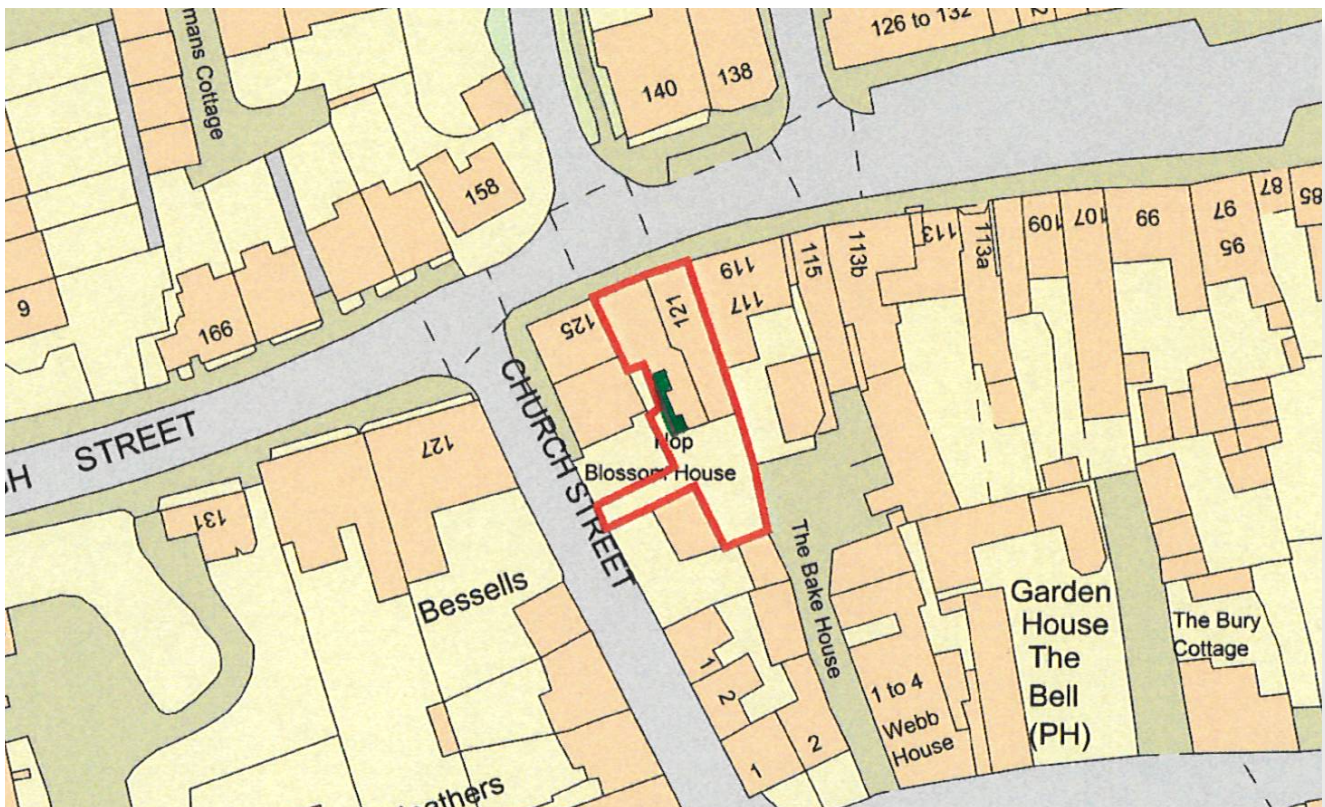 mans Cottage
126 to 132
140
138
158
6
166
125
121
119
117
115
113b
113
113a
109
107
99
97
95
87
85
STREET
CHURCH STREET
127
131
Hop
Blossom House
Bessells
The Bake House
1
2
1
2
1 to 4
Webb
House
Garden
House
The
Bell
(PH)
The Bury
Cottage